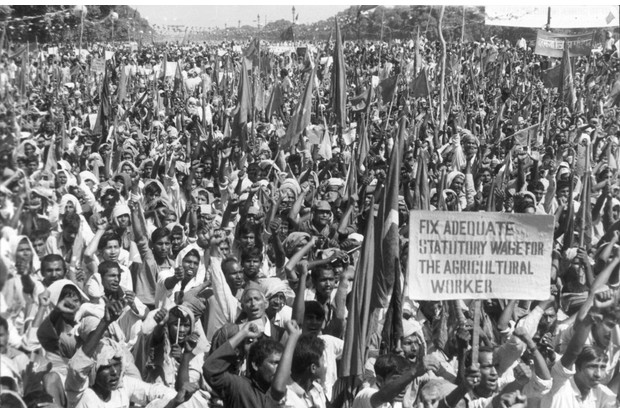 FIX ADEQUATE
STATUTORY WAGE FOR
THE AGRICULTURAL
WORKER